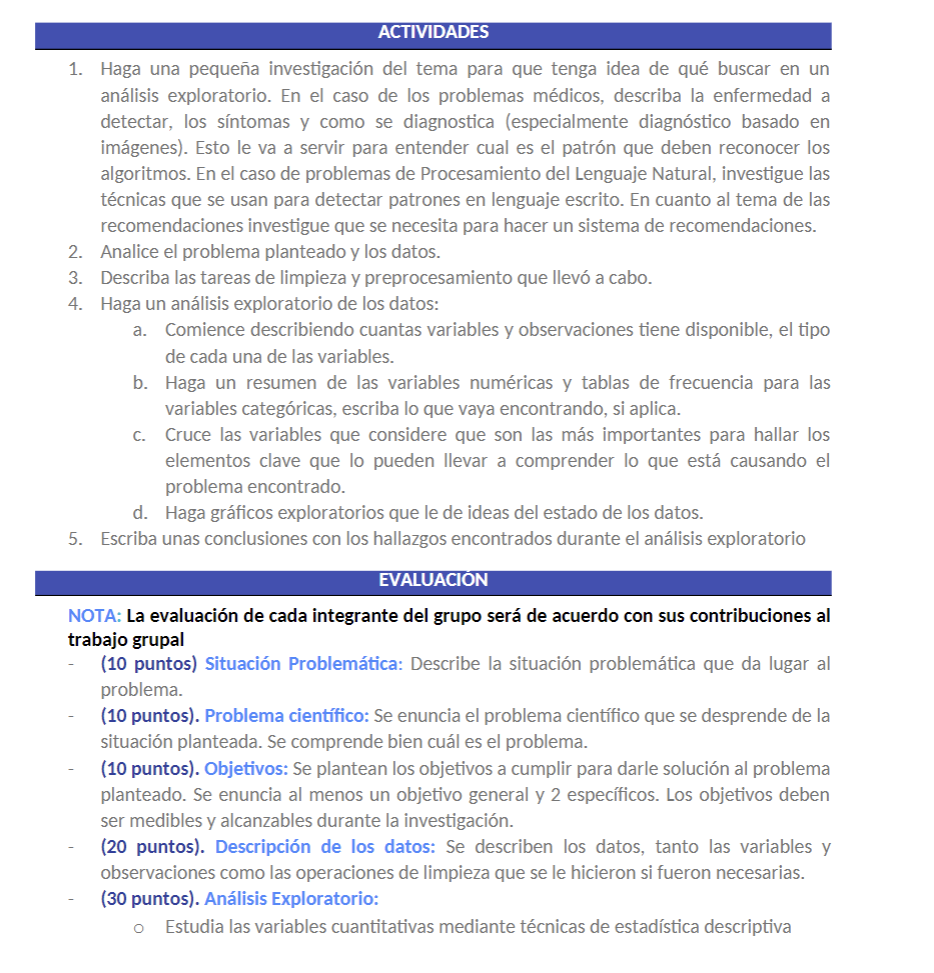 ACTIVIDADES
1. Haga una pequeña investigación del tema para que tenga idea de qué buscar en un
análisis exploratorio. En el caso de los problemas médicos, describa la enfermedad a
detectar, los síntomas y como se diagnostica (especialmente diagnóstico basado en
imágenes). Esto le va a servir para entender cual es el patrón que deben reconocer los
algoritmos. En el caso de problemas de Procesamiento del Lenguaje Natural, investigue las
técnicas que se usan para detectar patrones en lenguaje escrito. En cuanto al tema de las
recomendaciones investigue que se necesita para hacer un sistema de recomendaciones.
2. Analice el problema planteado y los datos.
3. Describa las tareas de limpieza y preprocesamiento que llevó a cabo.
4. Haga un análisis exploratorio de los datos:
a. Comience describiendo cuantas variables y observaciones tiene disponible, el tipo
de cada una de las variables.
b. Haga un resumen de las variables numéricas y tablas de frecuencia para las
variables categóricas, escriba lo que vaya encontrando, si aplica.
c. Cruce las variables que considere que son las más importantes para hallar los
elementos clave que lo pueden llevar a comprender lo que está causando el
problema encontrado.
d. Haga gráficos exploratorios que le de ideas del estado de los datos.
5. Escriba unas conclusiones con los hallazgos encontrados durante el análisis exploratorio
EVALUACIÓN
NOTA: La evaluación de cada integrante del grupo será de acuerdo con sus contribuciones al
trabajo grupal
- (10 puntos) Situación Problemática: Describe la situación problemática que da lugar al
problema.
- (10 puntos). Problema científico: Se enuncia el problema científico que se desprende de la
situación planteada. Se comprende bien cuál es el problema.
- (10 puntos). Objetivos: Se plantean los objetivos a cumplir para darle solución al problema
planteado. Se enuncia al menos un objetivo general y 2 específicos. Los objetivos deben
ser medibles y alcanzables durante la investigación.
- (20 puntos). Descripción de los datos: Se describen los datos, tanto las variables y
observaciones como las operaciones de limpieza que se le hicieron si fueron necesarias.
- (30 puntos). Análisis Exploratorio:
o Estudia las variables cuantitativas mediante técnicas de estadística descriptiva